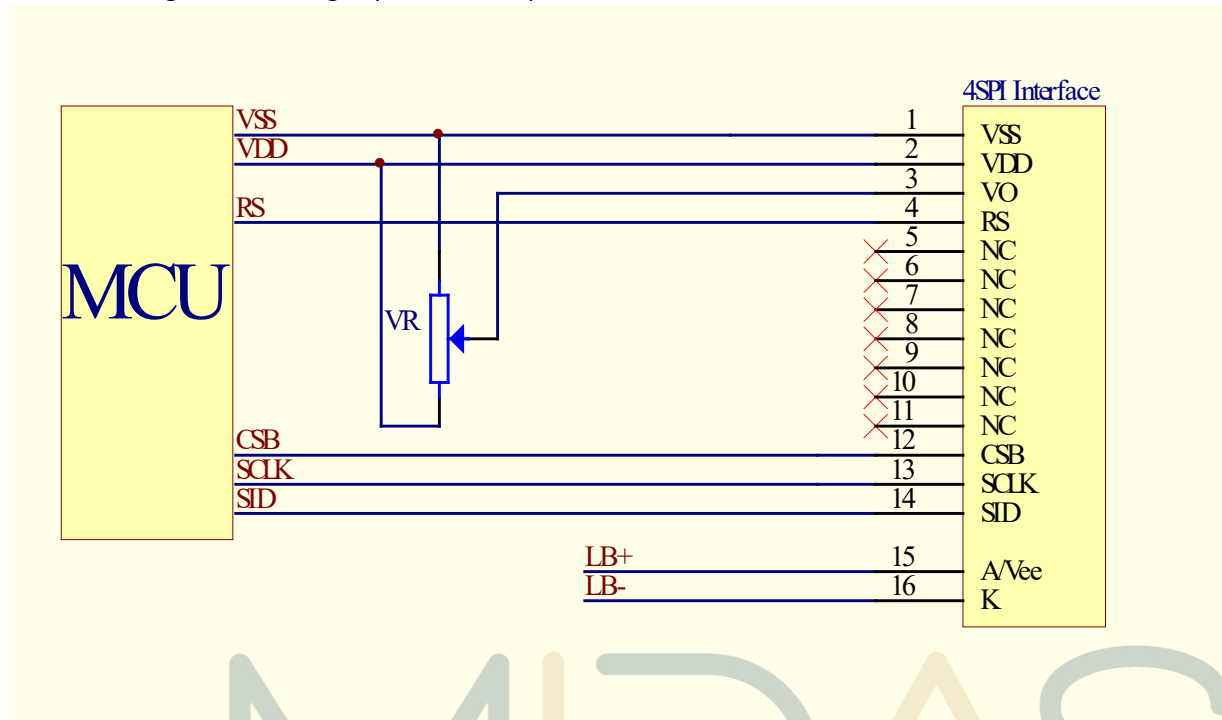 4SPI Interface
VSS 1 VSS
VDD 2 VDD
3 VO
RS 4 RS
5 NC
6 NC
MCU
7 NC
VR 8 NC
9 NC
10 NC
11 NC
CSB 12 CSB
SCLK 13 SCLK
SID 14 SID
LB+ 15 A/Vee
LB- 16 K
MIDAS